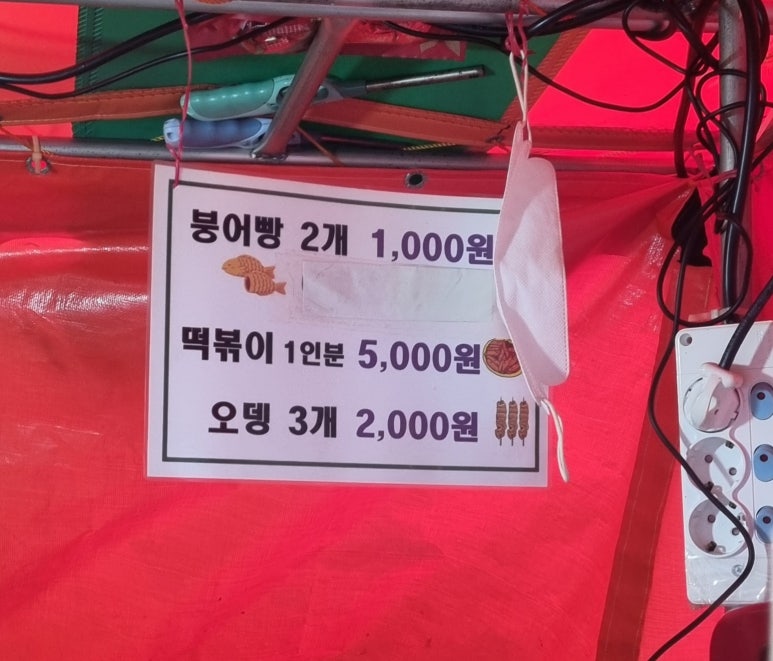 붕어빵 2개 1,000원
떡볶이 1인분 5,000원
오뎅 3개 2,000원